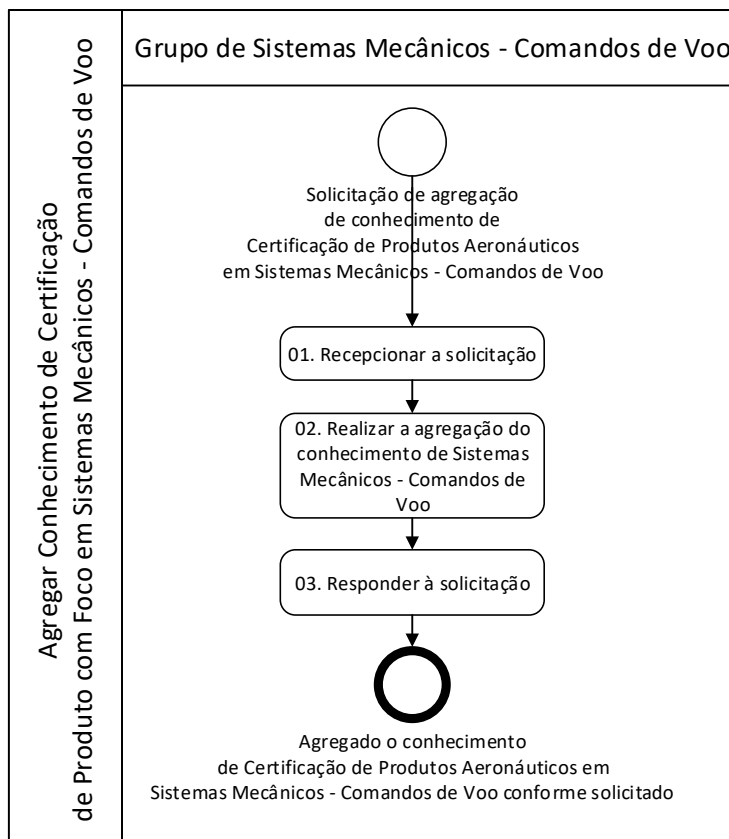 Agregar Conhecimento de Certificação
de Produto com Foco em Sistemas Mecânicos - Comandos de Voo
Grupo de Sistemas Mecânicos - Comandos de Voo
Solicitação de agregação
de conhecimento de
Certificação de Produtos Aeronáuticos
em Sistemas Mecânicos - Comandos de Voo
01. Recepcionar a solicitação
02. Realizar a agregação do
conhecimento de Sistemas
Mecânicos - Comandos de
Voo
03. Responder à solicitação
Agregado o conhecimento
de Certificação de Produtos Aeronáuticos em
Sistemas Mecânicos - Comandos de Voo conforme solicitado